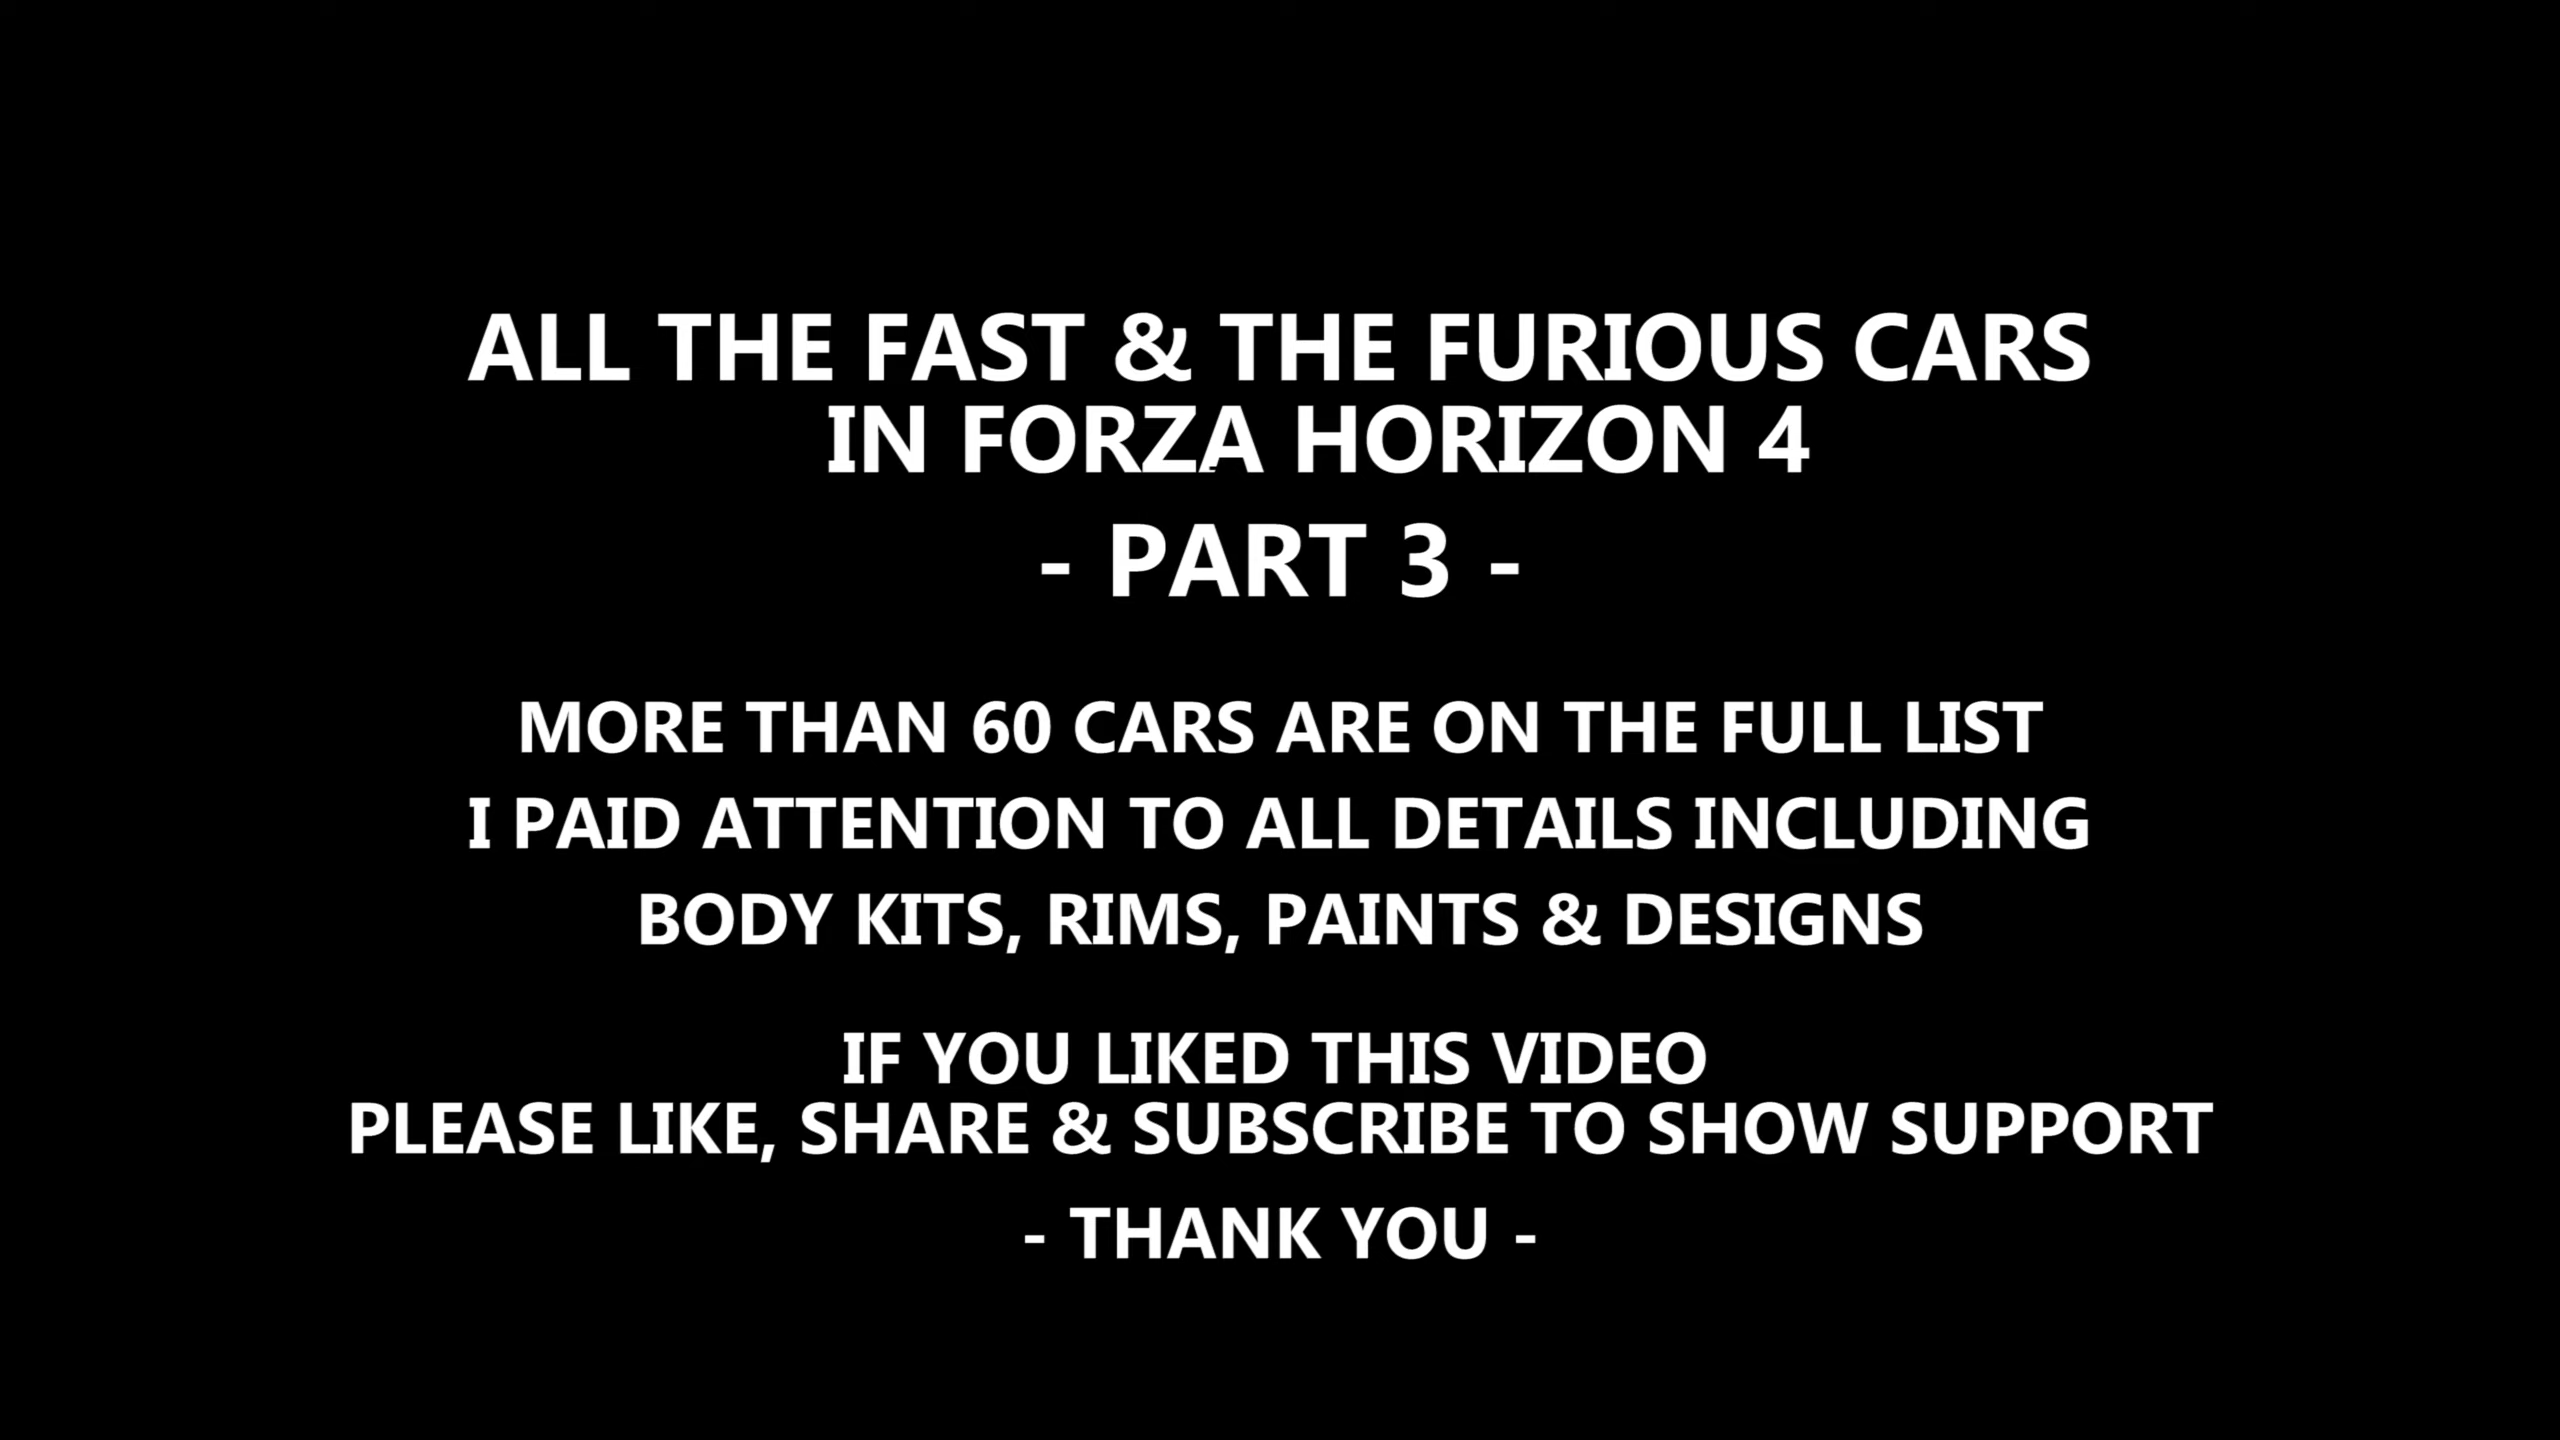 ALL THE FAST & THE FURIOUS CARS
IN FORZA HORIZON 4
- PART 3 -
MORE THAN 60 CARS ARE ON THE FULL LIST
I PAID ATTENTION TO ALL DETAILS INCLUDING
BODY KITS, RIMS, PAINTS & DESIGNS
IF YOU LIKED THIS VIDEO
PLEASE LIKE, SHARE & SUBSCRIBE TO SHOW SUPPORT
- THANK YOU -